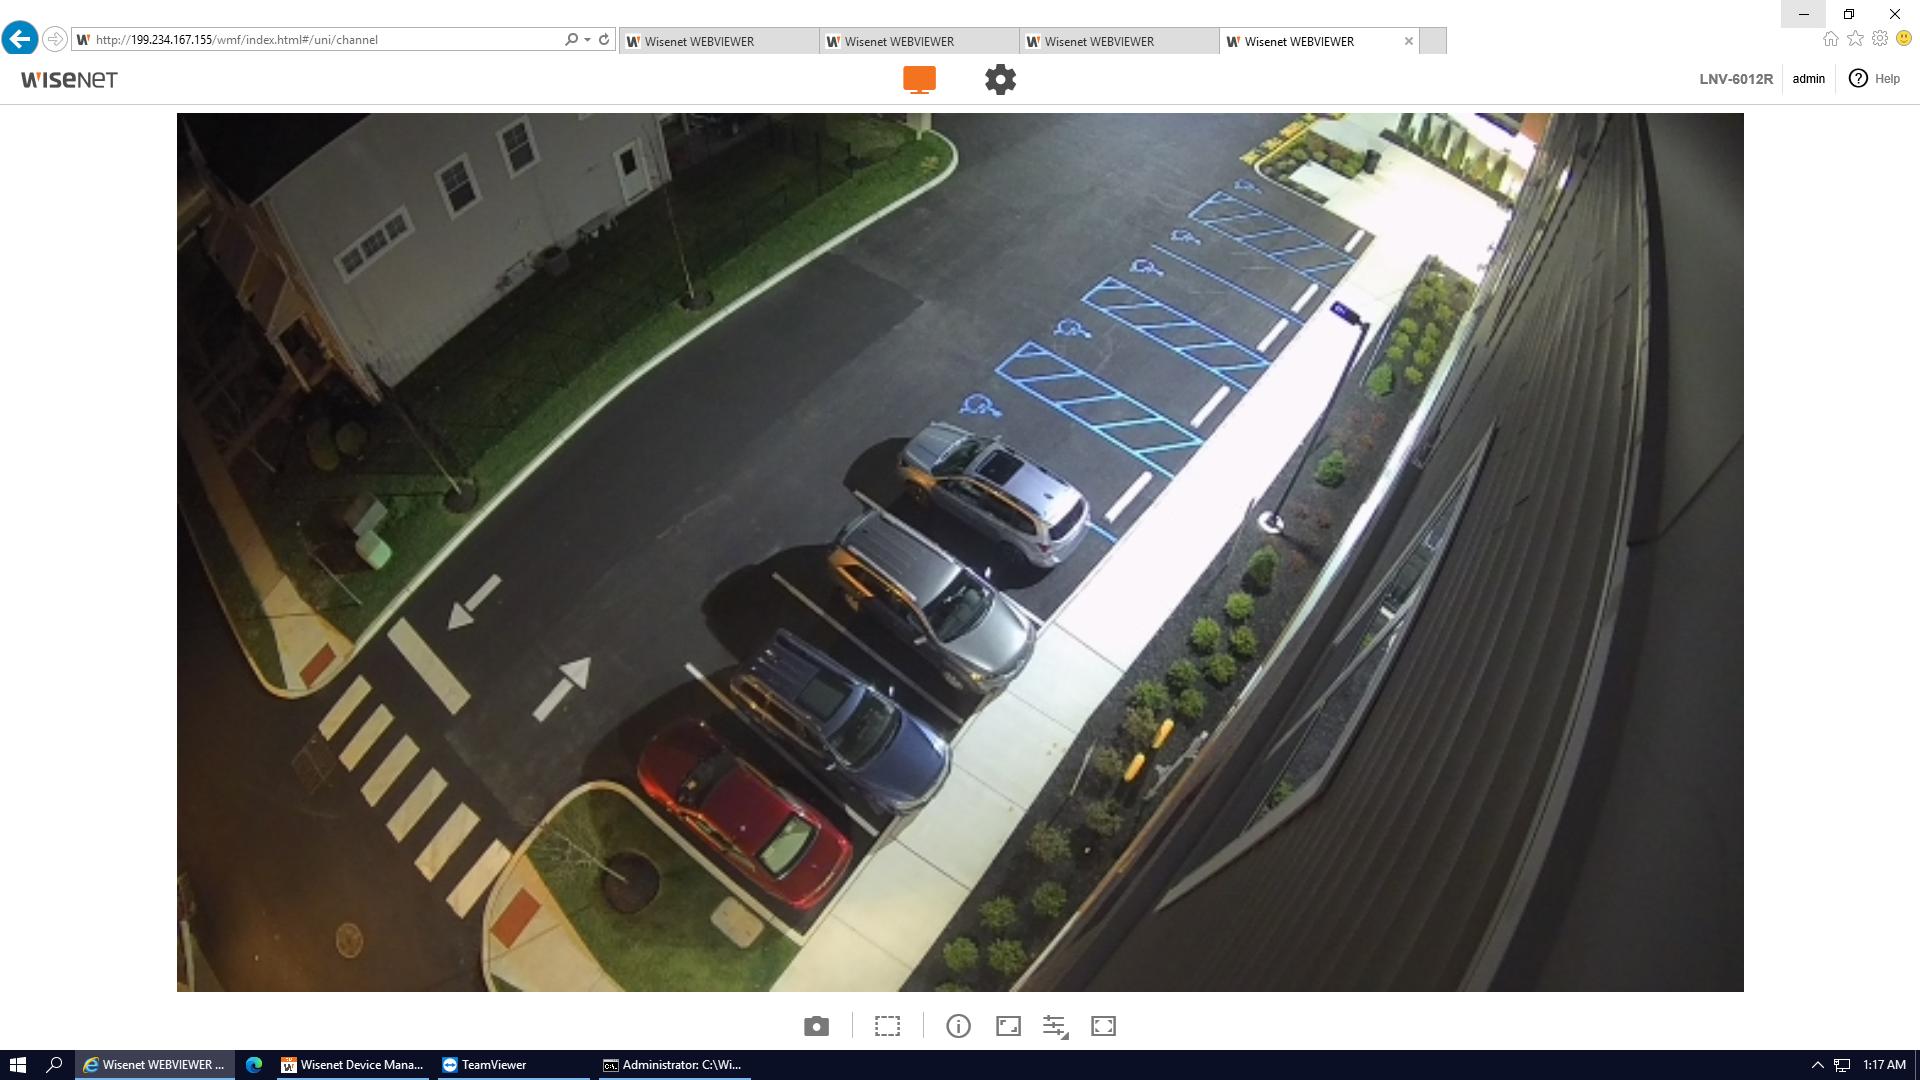 http://199.234.167.155/wmf/index.html#/uni/channel
Wisenet WEBVIEWER
Wisenet WEBVIEWER
Wisenet WEBVIEWER
Wisenet WEBVIEWER
WISENET
LNV-6012R
admin
Help
Wisenet WEBVIEWER ...
Wisenet Device Mana...
TeamViewer
Administrator: C:\Wi...
1:17 AM